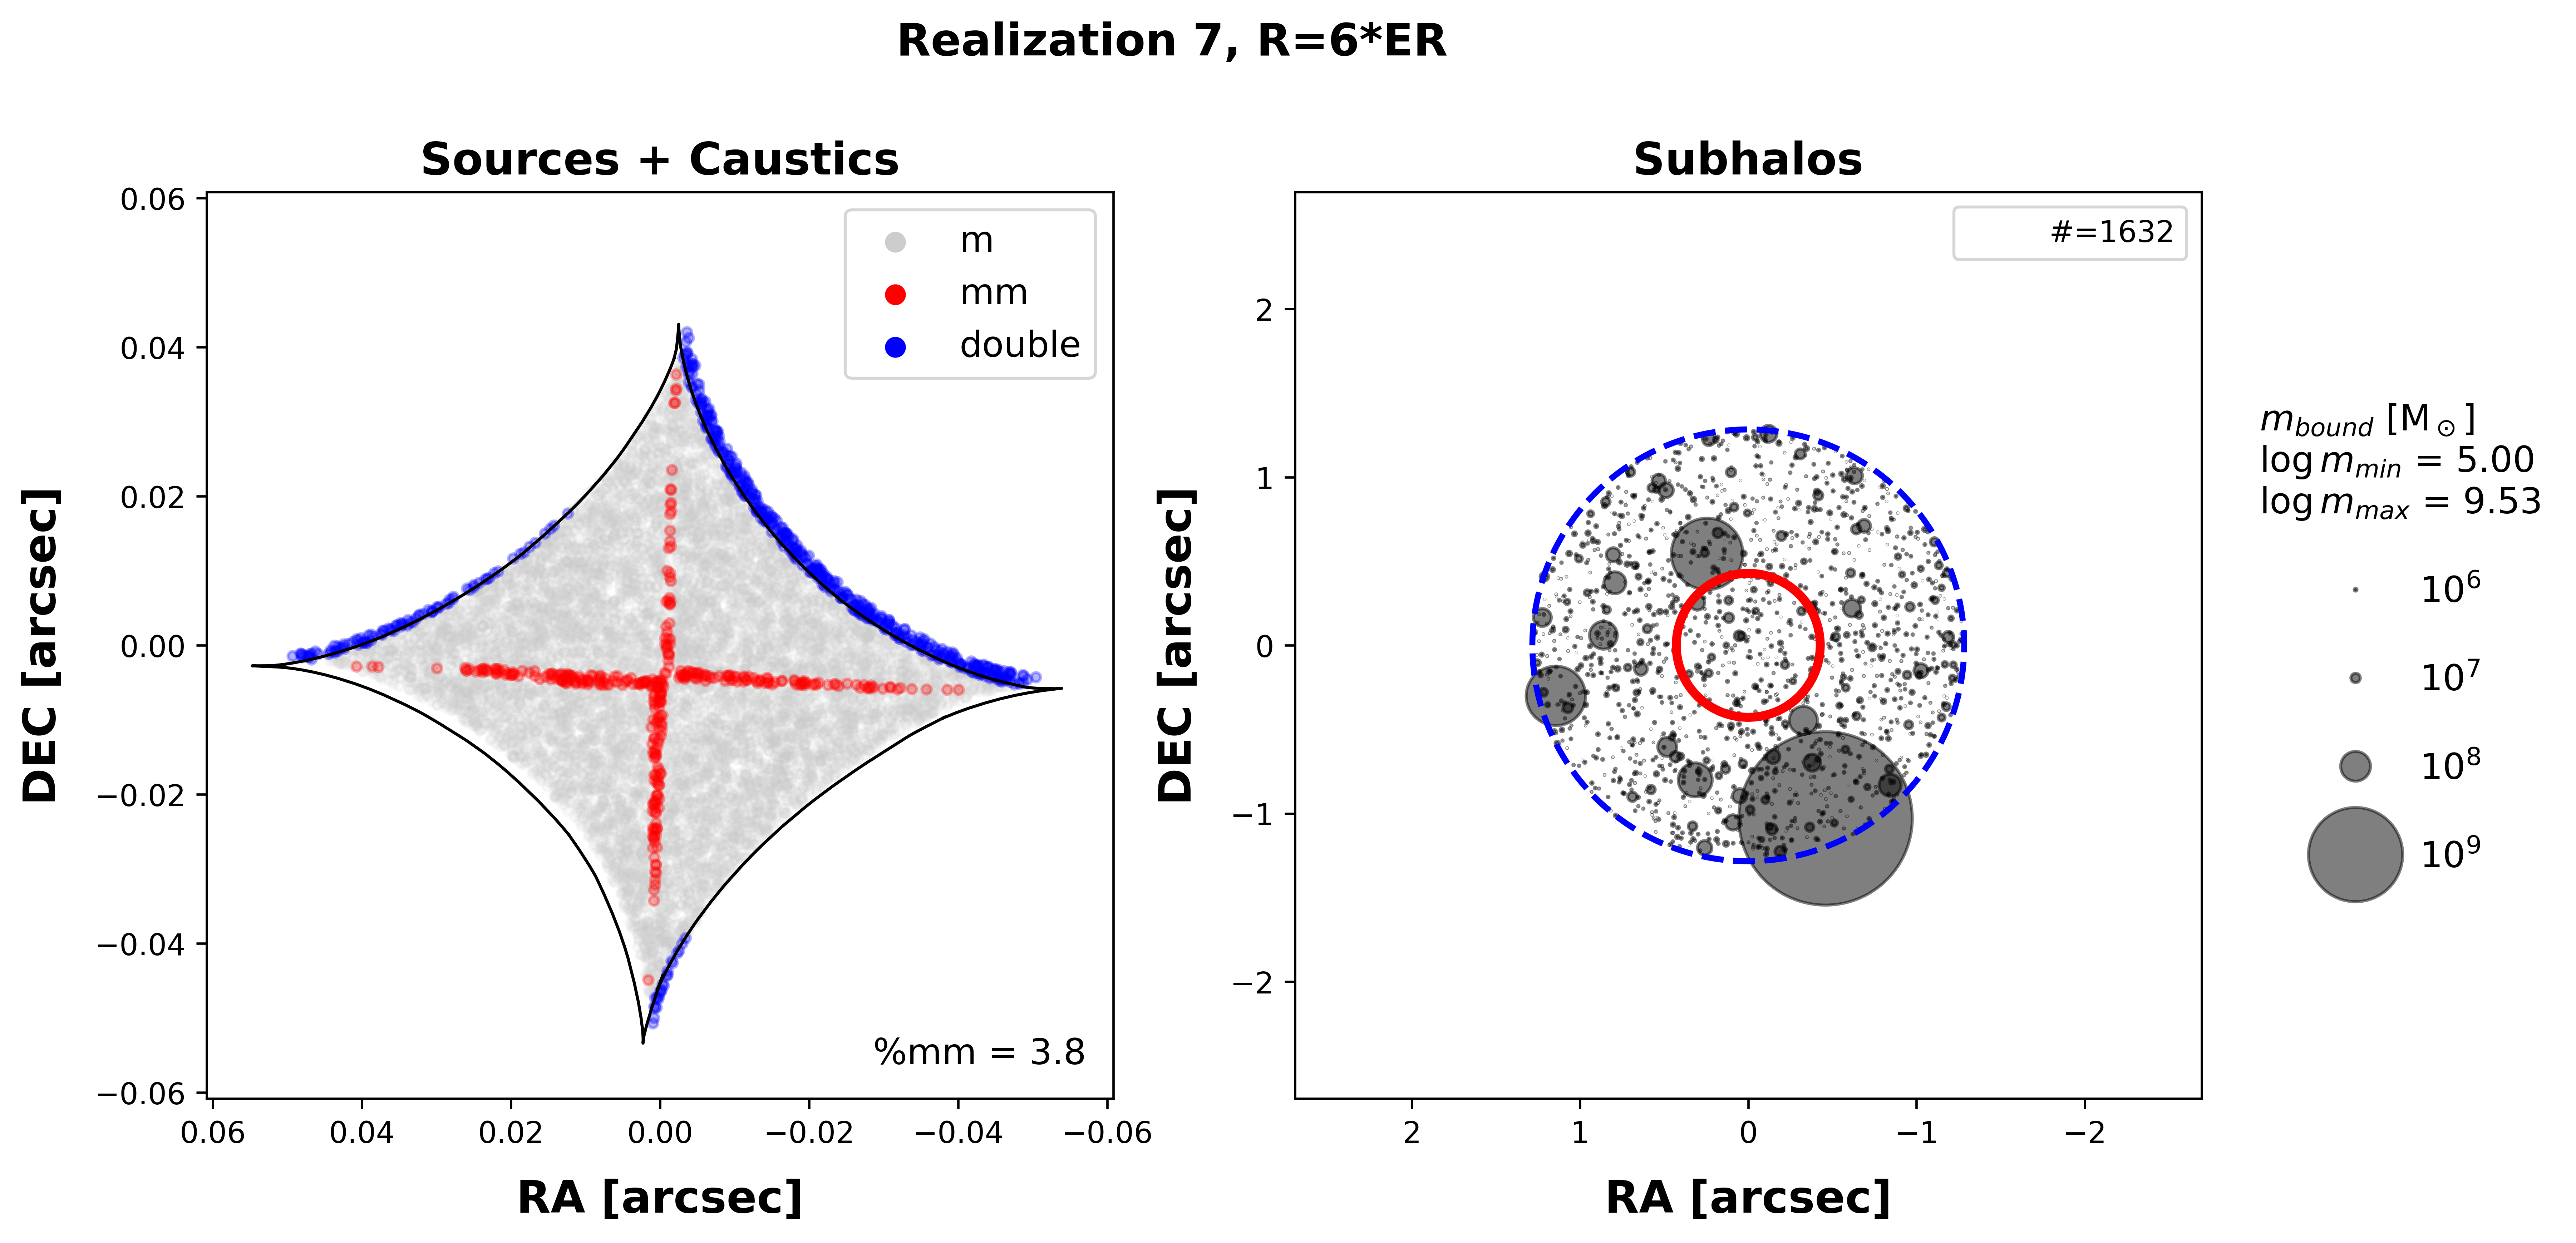 Realization 7, R=6*ER
Sources + Caustics
m
mm
double
%mm = 3.8
0.06
0.04
0.02
0.00
−0.02
−0.04
−0.06
0.06 0.04 0.02 0.00 −0.02 −0.04 −0.06
DEC [arcsec]
RA [arcsec]
Subhalos
#=1632
2
1
0
−1
−2
2 1 0 −1 −2
DEC [arcsec]
RA [arcsec]
m_bound [M_⊙]
log m_min = 5.00
log m_max = 9.53
10^6
10^7
10^8
10^9